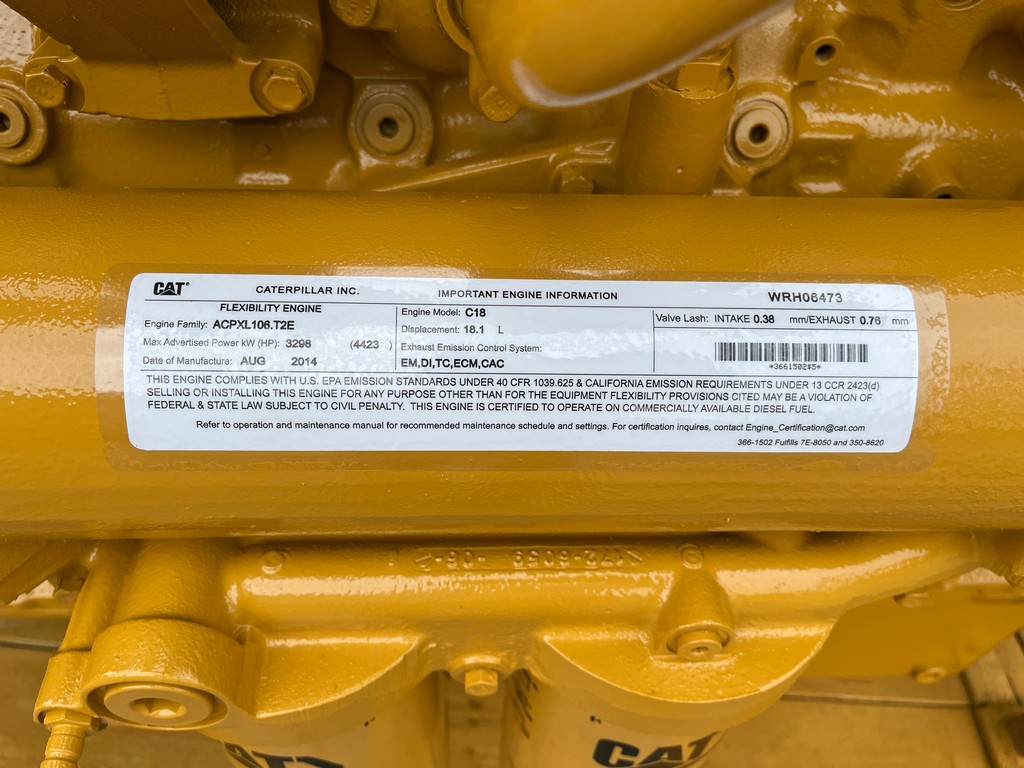 CAT® CATERPILLAR INC. IMPORTANT ENGINE INFORMATION WRH06473
FLEXIBILITY ENGINE
Engine Family: ACPXL106.T2E
Max Advertised Power kW (HP): 3298 (4423 )
Date of Manufacture: AUG 2014
Engine Model: C18
Displacement: 18.1 L
Exhaust Emission Control System:
EM,DI,TC,ECM,CAC
Valve Lash: INTAKE 0.38 mm/EXHAUST 0.76 mm
*3661502#5*
THIS ENGINE COMPLIES WITH U.S. EPA EMISSION STANDARDS UNDER 40 CFR 1039.625 & CALIFORNIA EMISSION REQUIREMENTS UNDER 13 CCR 2423(d)
SELLING OR INSTALLING THIS ENGINE FOR ANY PURPOSE OTHER THAN FOR THE EQUIPMENT FLEXIBILITY PROVISIONS CITED MAY BE A VIOLATION OF
FEDERAL & STATE LAW SUBJECT TO CIVIL PENALTY. THIS ENGINE IS CERTIFIED TO OPERATE ON COMMERCIALLY AVAILABLE DIESEL FUEL.
Refer to operation and maintenance manual for recommended maintenance schedule and settings. For certification inquires, contact Engine_Certification@cat.com
366-1502 Fulfills 7E-8050 and 350-8620
172-6059 -06-
CAT